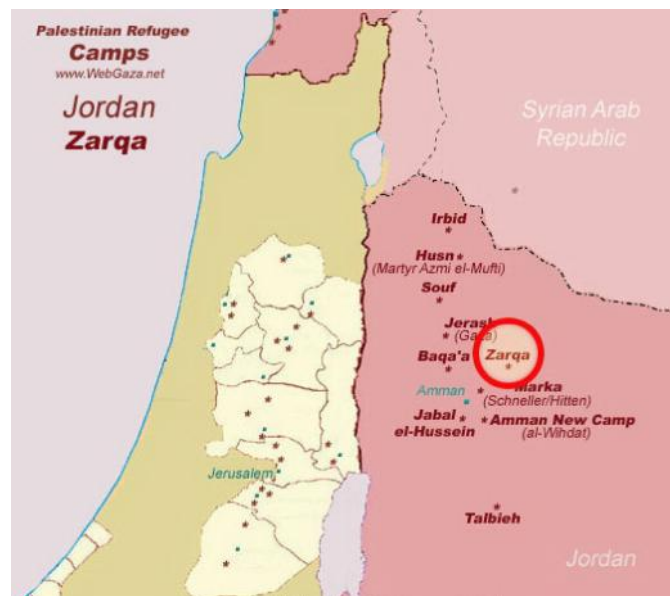 Palestinian Refugee
Camps
www.WebGaza.net
Jordan
Zarqa
Syrian Arab
Republic
Irbid
Husn
(Martyr Azmi el-Mufti)
Souf
Jerash
(Gaza)
Zarqa
Baqa'a
Amman
Marka
(Schneller/Hitten)
Jabal
el-Hussein
Amman New Camp
(al-Wihdat)
Jerusalem
Talbieh
Jordan